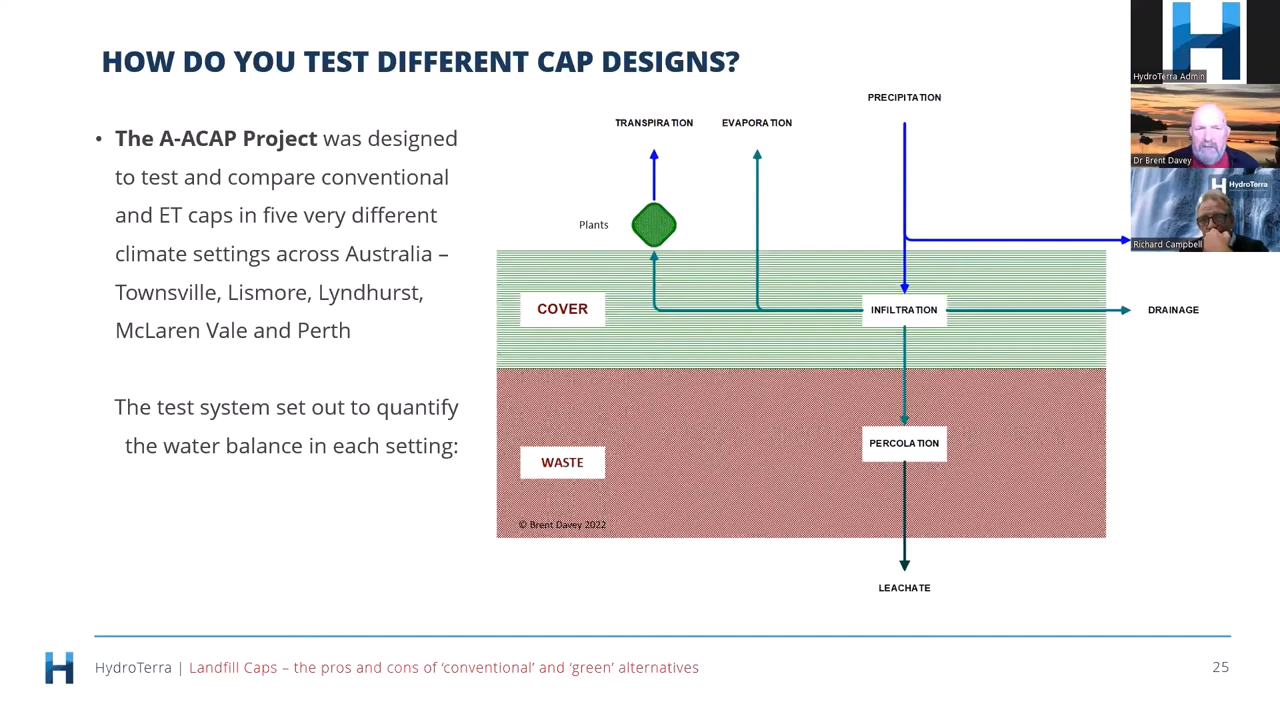 HOW DO YOU TEST DIFFERENT CAP DESIGNS?
• The A-ACAP Project was designed
to test and compare conventional
and ET caps in five very different
climate settings across Australia –
Townsville, Lismore, Lyndhurst,
McLaren Vale and Perth
The test system set out to quantify
the water balance in each setting:
PRECIPITATION
TRANSPIRATION
EVAPORATION
Plants
COVER
INFILTRATION
DRAINAGE
PERCOLATION
WASTE
© Brent Davey 2022
LEACHATE
HydroTerra Admin
Dr Brent Davey
HydroTerra
Richard Campbell
HydroTerra | Landfill Caps – the pros and cons of ‘conventional’ and ‘green’ alternatives
25